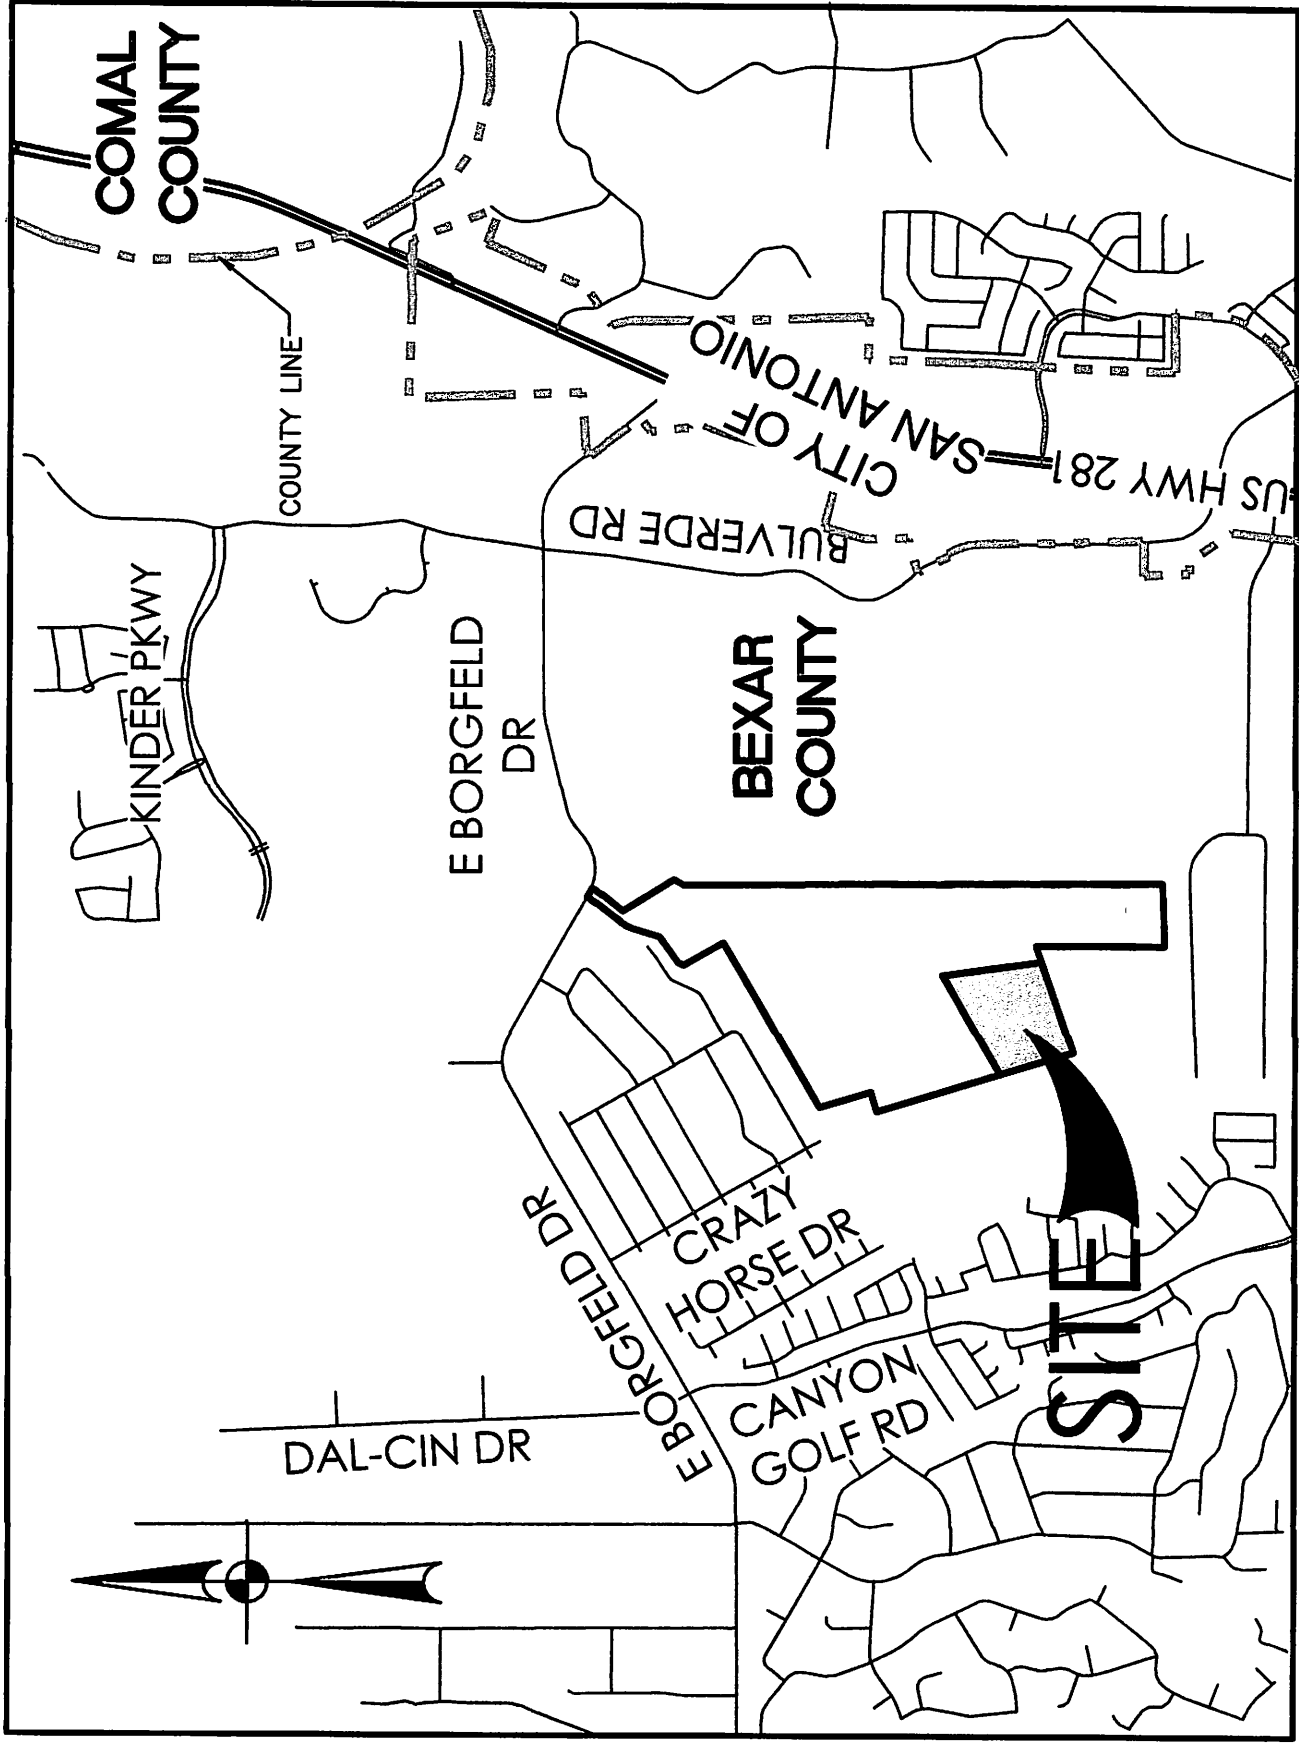 COMAL
COUNTY
COUNTY LINE
KINDER PKWY
E BORGFELD
DR
BULVERDE RD
CITY OF
SAN ANTONIO
US HWY 281
BEXAR
COUNTY
DAL-CIN DR
E BORGFELD DR
CRAZY
HORSE DR
CANYON
GOLF RD
SITE